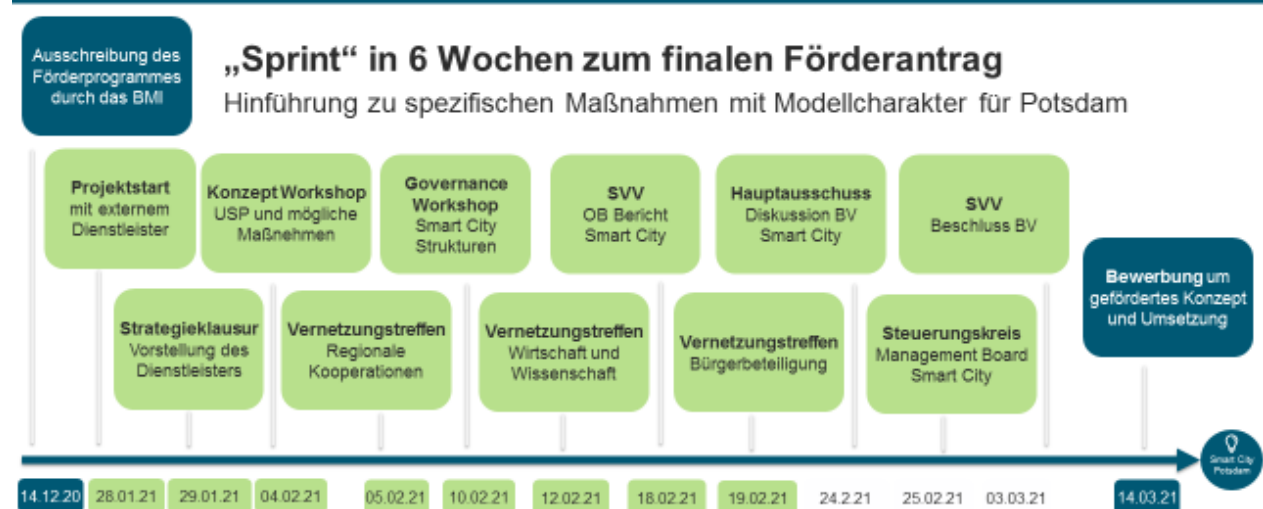 Ausschreibung des
Förderprogrammes
durch das BMI
„Sprint“ in 6 Wochen zum finalen Förderantrag
Hinführung zu spezifischen Maßnahmen mit Modellcharakter für Potsdam
Projektstart
mit externem
Dienstleister
Konzept Workshop
USP und mögliche
Maßnehmen
Governance
Workshop
Smart City
Strukturen
SVV
OB Bericht
Smart City
Hauptausschuss
Diskussion BV
Smart City
SVV
Beschluss BV
Bewerbung um
gefördertes Konzept
und Umsetzung
Strategieklausur
Vorstellung des
Dienstleisters
Vernetzungstreffen
Regionale
Kooperationen
Vernetzungstreffen
Wirtschaft und
Wissenschaft
Vernetzungstreffen
Bürgerbeteiligung
Steuerungskreis
Management Board
Smart City
Smart City
Potsdam
14.12.20 28.01.21 29.01.21 04.02.21 05.02.21 10.02.21 12.02.21 18.02.21 19.02.21 24.2.21 25.02.21 03.03.21 14.03.21